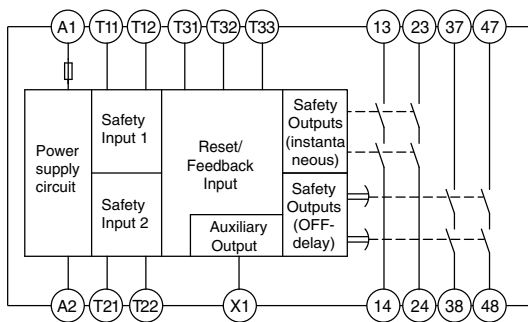 A1 T11 T12 T31 T32 T33 13 23 37 47
Power
supply
circuit
Safety
Input 1
Safety
Input 2
Reset/
Feedback
Input
Auxiliary
Output
Safety
Outputs
(instanta
neous)
Safety
Outputs
(OFF-
delay)
A2 T21 T22 X1 14 24 38 48